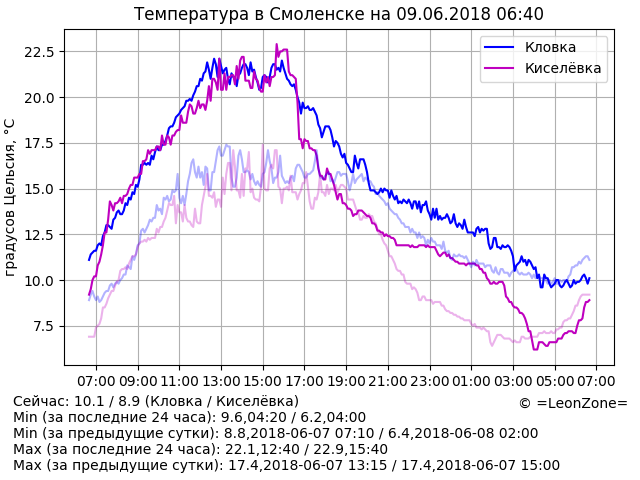 Температура в Смоленске на 09.06.2018 06:40
Кловка
Киселёвка
градусов Цельсия, °C
22.5
20.0
17.5
15.0
12.5
10.0
7.5
07:00 09:00 11:00 13:00 15:00 17:00 19:00 21:00 23:00 01:00 03:00 05:00 07:00
© =LeonZone=
Сейчас: 10.1 / 8.9 (Кловка / Киселёвка)
Min (за последние 24 часа): 9.6,04:20 / 6.2,04:00
Min (за предыдущие сутки): 8.8,2018-06-07 07:10 / 6.4,2018-06-08 02:00
Max (за последние 24 часа): 22.1,12:40 / 22.9,15:40
Max (за предыдущие сутки): 17.4,2018-06-07 13:15 / 17.4,2018-06-07 15:00